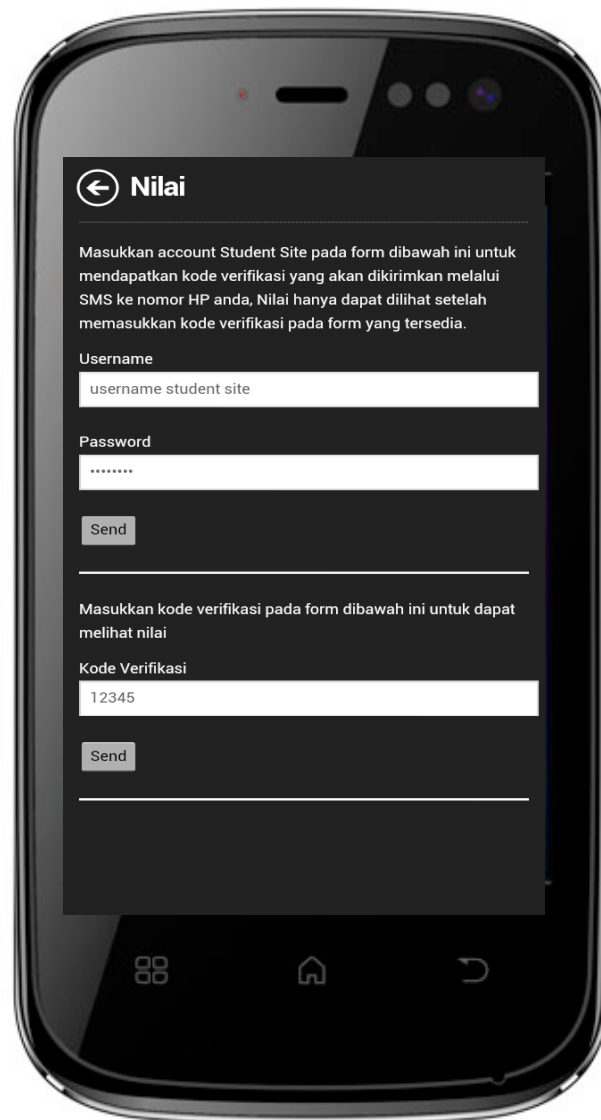 Nilai
Masukkan account Student Site pada form dibawah ini untuk
mendapatkan kode verifikasi yang akan dikirimkan melalui
SMS ke nomor HP anda, Nilai hanya dapat dilihat setelah
memasukkan kode verifikasi pada form yang tersedia.
Username
username student site
Password
••••••••
Send
Masukkan kode verifikasi pada form dibawah ini untuk dapat
melihat nilai
Kode Verifikasi
12345
Send